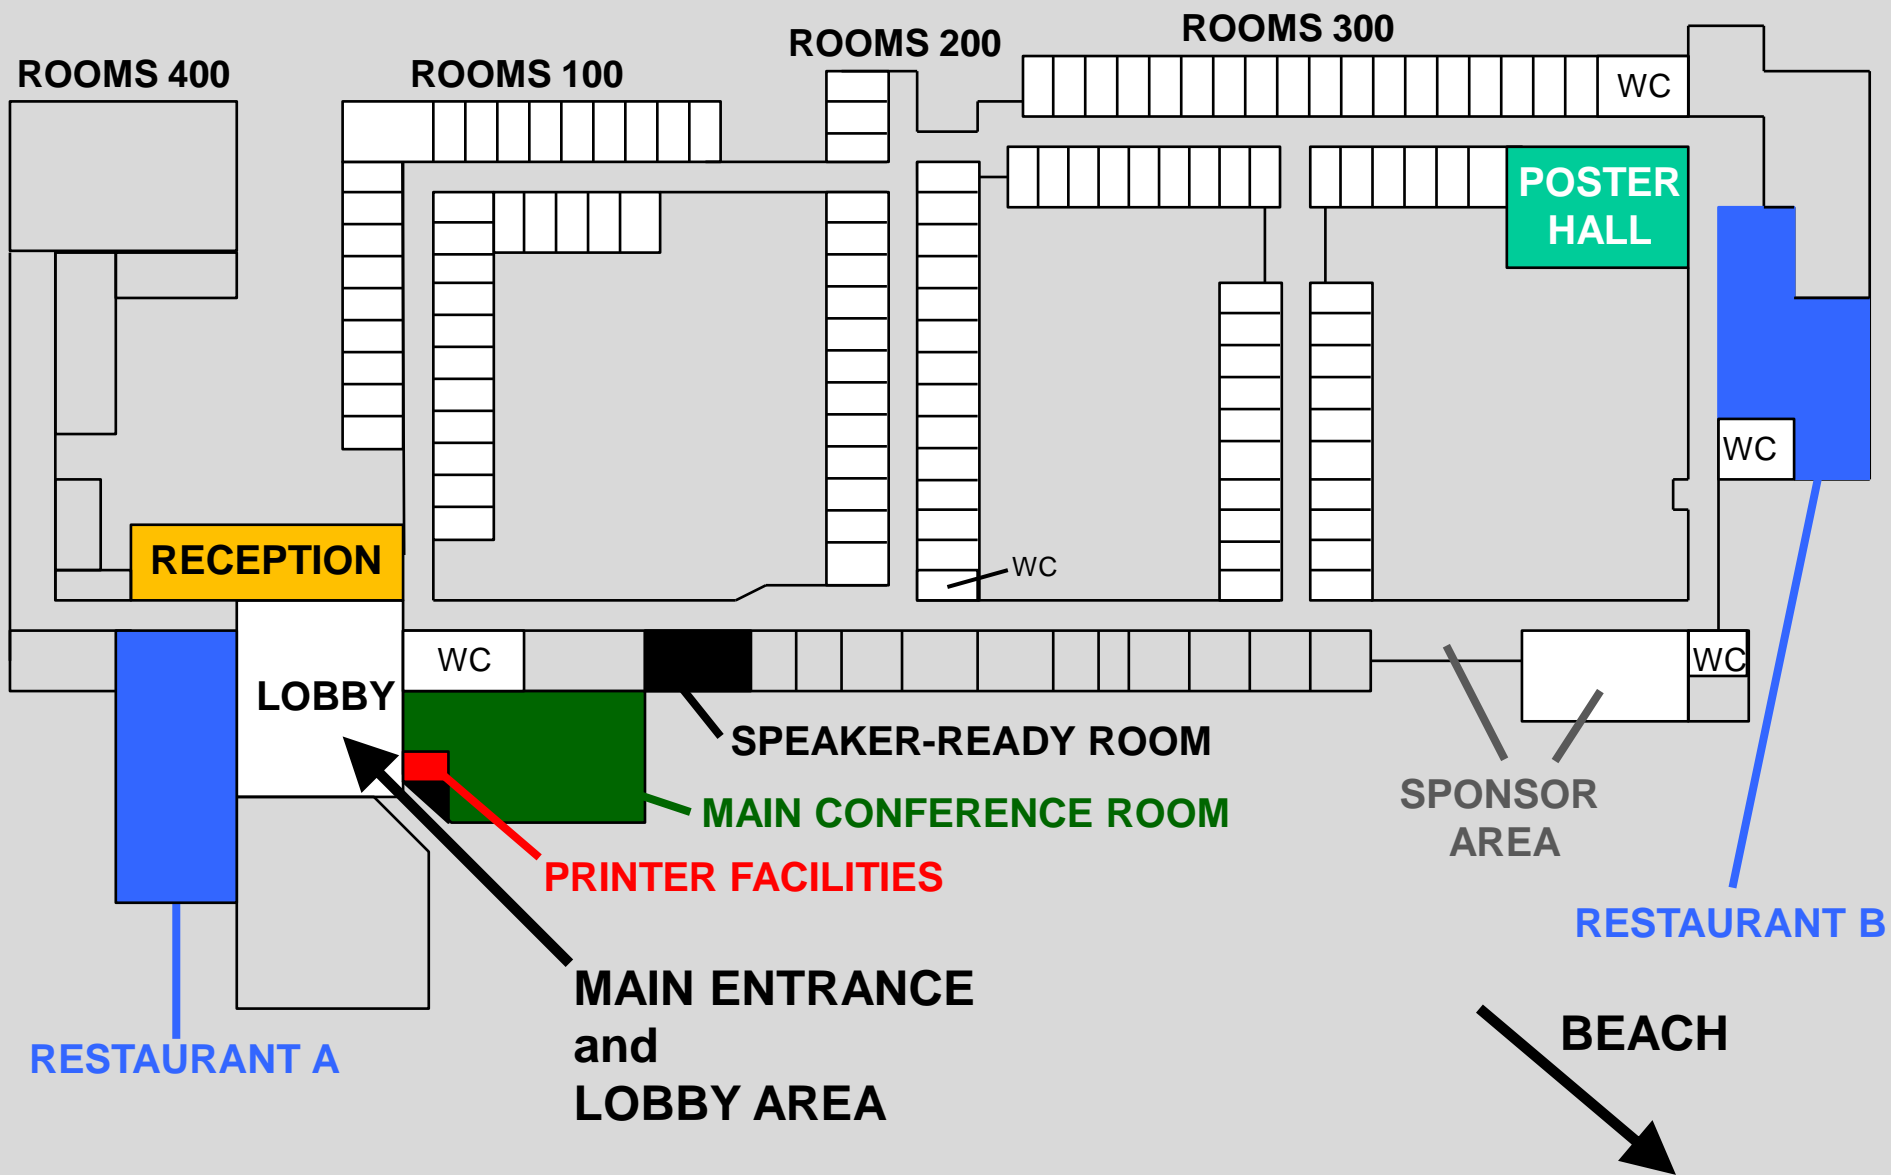 ROOMS 400
ROOMS 100
ROOMS 200
ROOMS 300
WC
POSTER
HALL
WC
RECEPTION
WC
LOBBY
WC
WC
SPEAKER-READY ROOM
MAIN CONFERENCE ROOM
PRINTER FACILITIES
SPONSOR
AREA
RESTAURANT B
MAIN ENTRANCE
and
LOBBY AREA
RESTAURANT A
BEACH